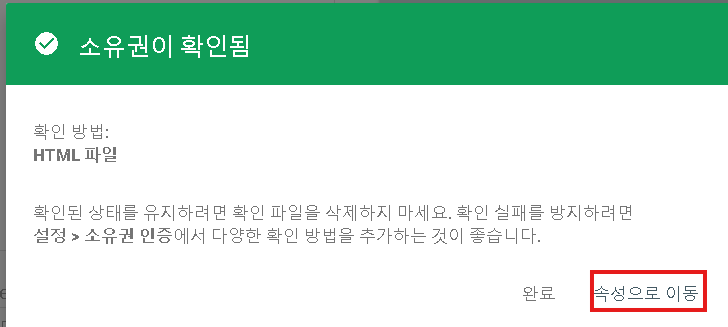 소유권이 확인됨
확인 방법:
HTML 파일
확인된 상태를 유지하려면 확인 파일을 삭제하지 마세요. 확인 실패를 방지하려면
설정 > 소유권 인증에서 다양한 확인 방법을 추가하는 것이 좋습니다.
완료 속성으로 이동